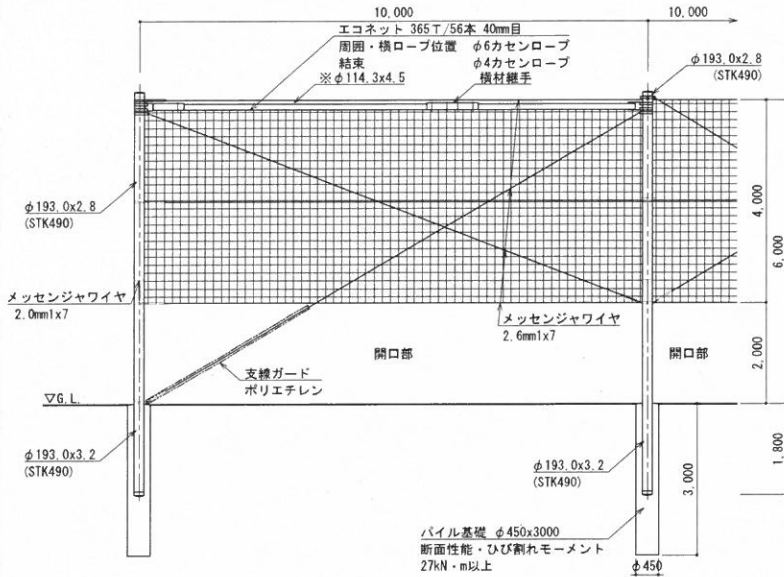 10,000
10,000
エコネット 365T/56本 40mm目
周囲・横ロープ位置 φ6カセンロープ
結束 φ4カセンロープ
※φ114.3x4.5
横材継手
φ193.0x2.8
(STK490)
φ193.0x2.8
(STK490)
4,000
6,000
メッセンジャワイヤ
2.0mm1x7
メッセンジャワイヤ
2.6mm1x7
開口部
開口部
2,000
支線ガード
ポリエチレン
▽G.L.
φ193.0x3.2
(STK490)
φ193.0x3.2
(STK490)
1,800
3,000
パイル基礎 φ450x3000
断面性能・ひび割れモーメント
27kN・m以上
φ450